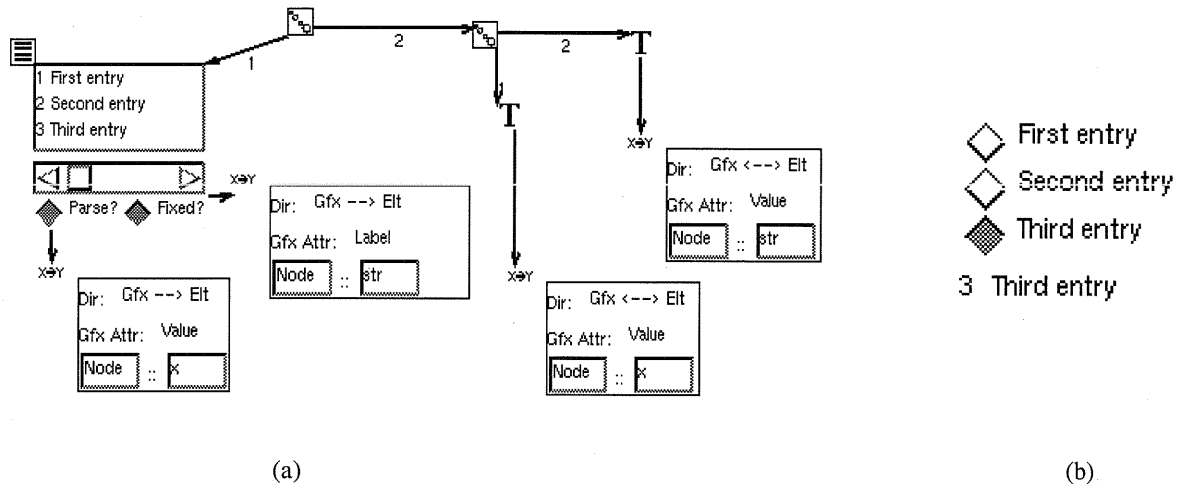 2
2
1
T
1 First entry
2 Second entry
3 Third entry
T
X→Y
X→Y
Parse? Fixed?
Dir: Gfx <--> Elt
Gfx Attr: Value
Node :: str
Dir: Gfx --> Elt
Gfx Attr: Label
Node :: str
X→Y
X→Y
Dir: Gfx --> Elt
Gfx Attr: Value
Node :: x
Dir: Gfx <--> Elt
Gfx Attr: Value
Node :: x
(a)
First entry
Second entry
Third entry
3 Third entry
(b)